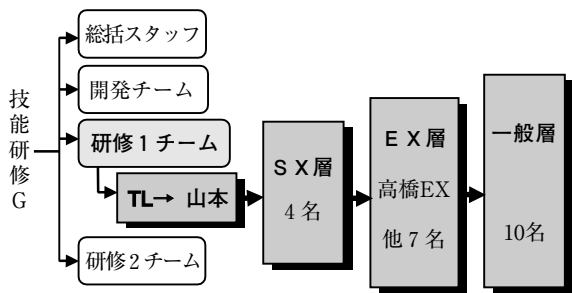 技能研修G
総括スタッフ
開発チーム
研修1チーム
TL→ 山本
研修2チーム
SX層
4名
EX層
高橋EX
他7名
一般層
10名